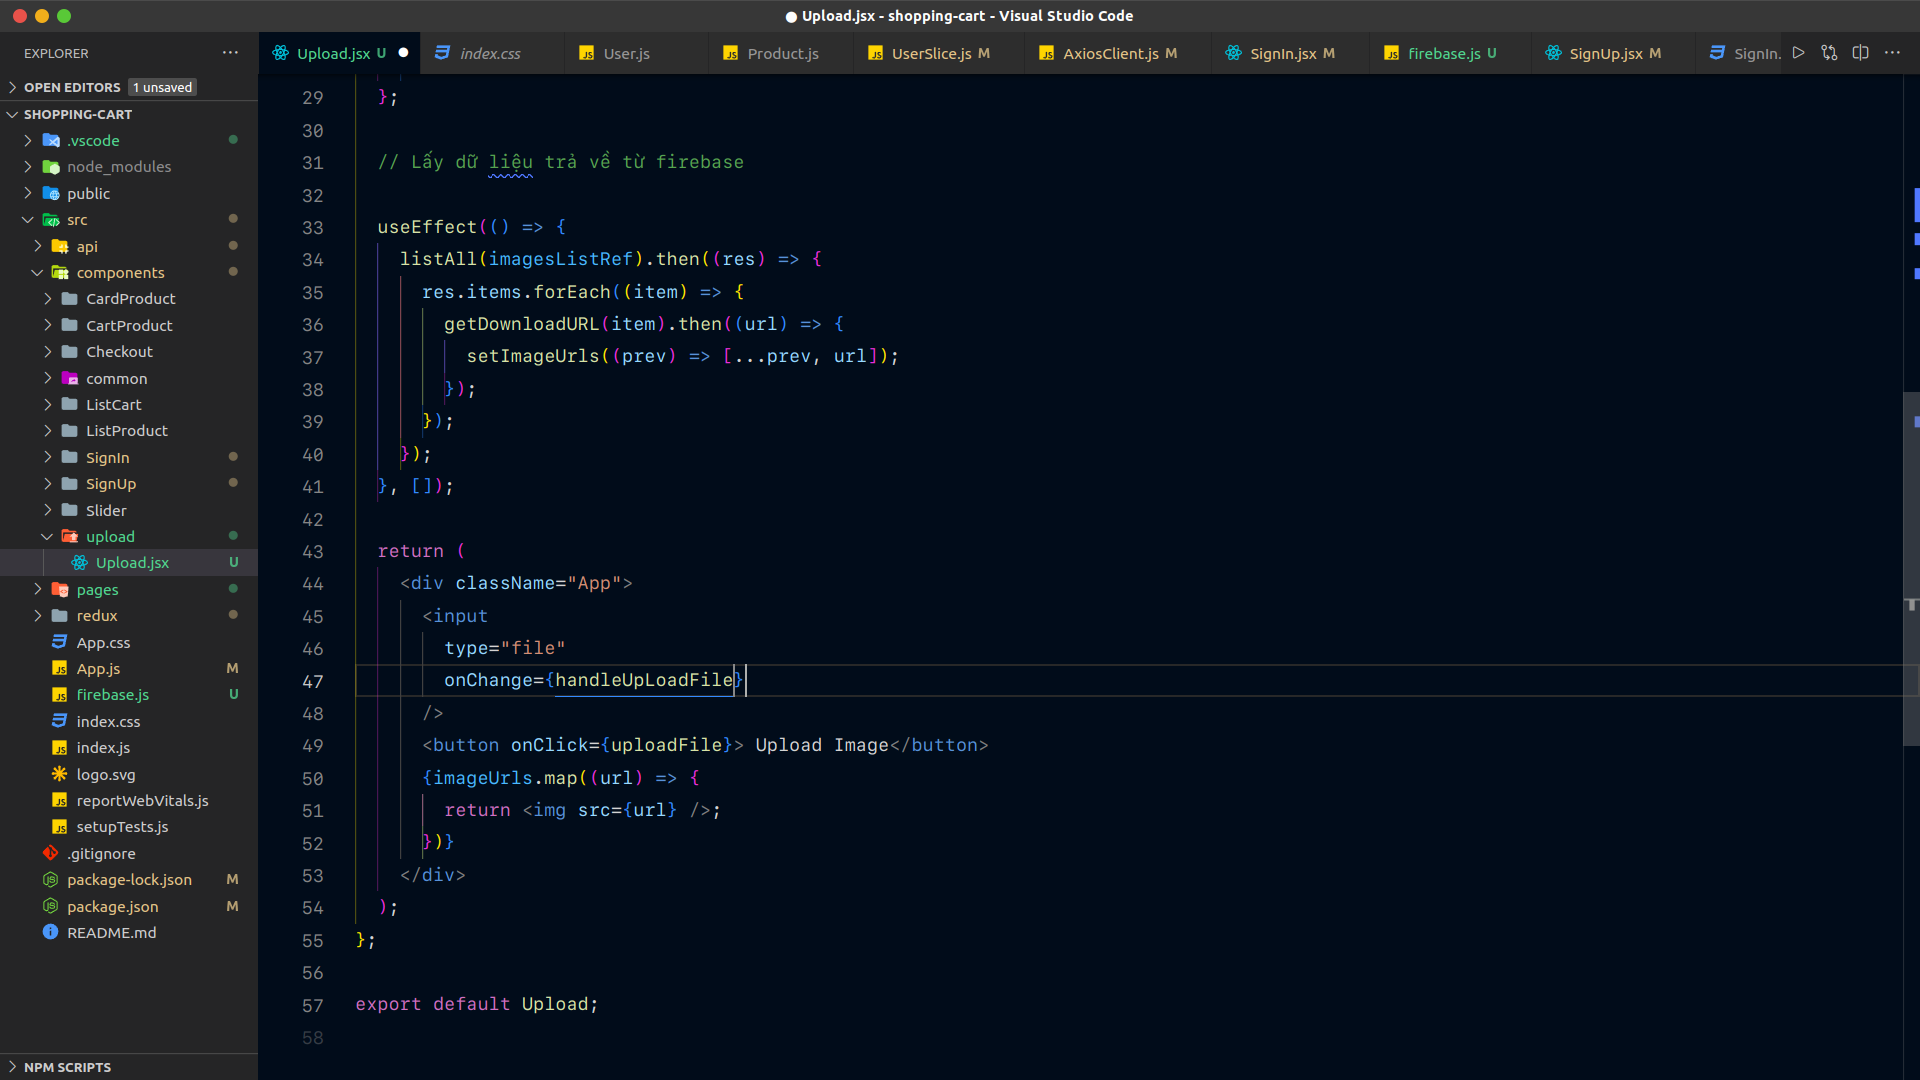 Upload.jsx - shopping-cart - Visual Studio Code
EXPLORER
OPEN EDITORS 1 unsaved
SHOPPING-CART
.vscode
node_modules
public
src
api
components
CardProduct
CartProduct
Checkout
common
ListCart
ListProduct
SignIn
SignUp
Slider
upload
Upload.jsx U
pages
redux
App.css
App.js M
firebase.js U
index.css
index.js
logo.svg
reportWebVitals.js
setupTests.js
.gitignore
package-lock.json M
package.json M
README.md
NPM SCRIPTS
Upload.jsx U index.css User.js Product.js UserSlice.js M AxiosClient.js M SignIn.jsx M firebase.js U SignUp.jsx M SignIn.
29 };
30
31 // Lấy dữ liệu trả về từ firebase
32
33 useEffect(() => {
34 listAll(imagesListRef).then((res) => {
35 res.items.forEach((item) => {
36 getDownloadURL(item).then((url) => {
37 setImageUrls((prev) => [...prev, url]);
38 });
39 });
40 });
41 }, []);
42
43 return (
44 <div className="App">
45 <input
46 type="file"
47 onChange={handleUpLoadFile}
48 />
49 <button onClick={uploadFile}> Upload Image</button>
50 {imageUrls.map((url) => {
51 return <img src={url} />;
52 })}
53 </div>
54 );
55 };
56
57 export default Upload;
58